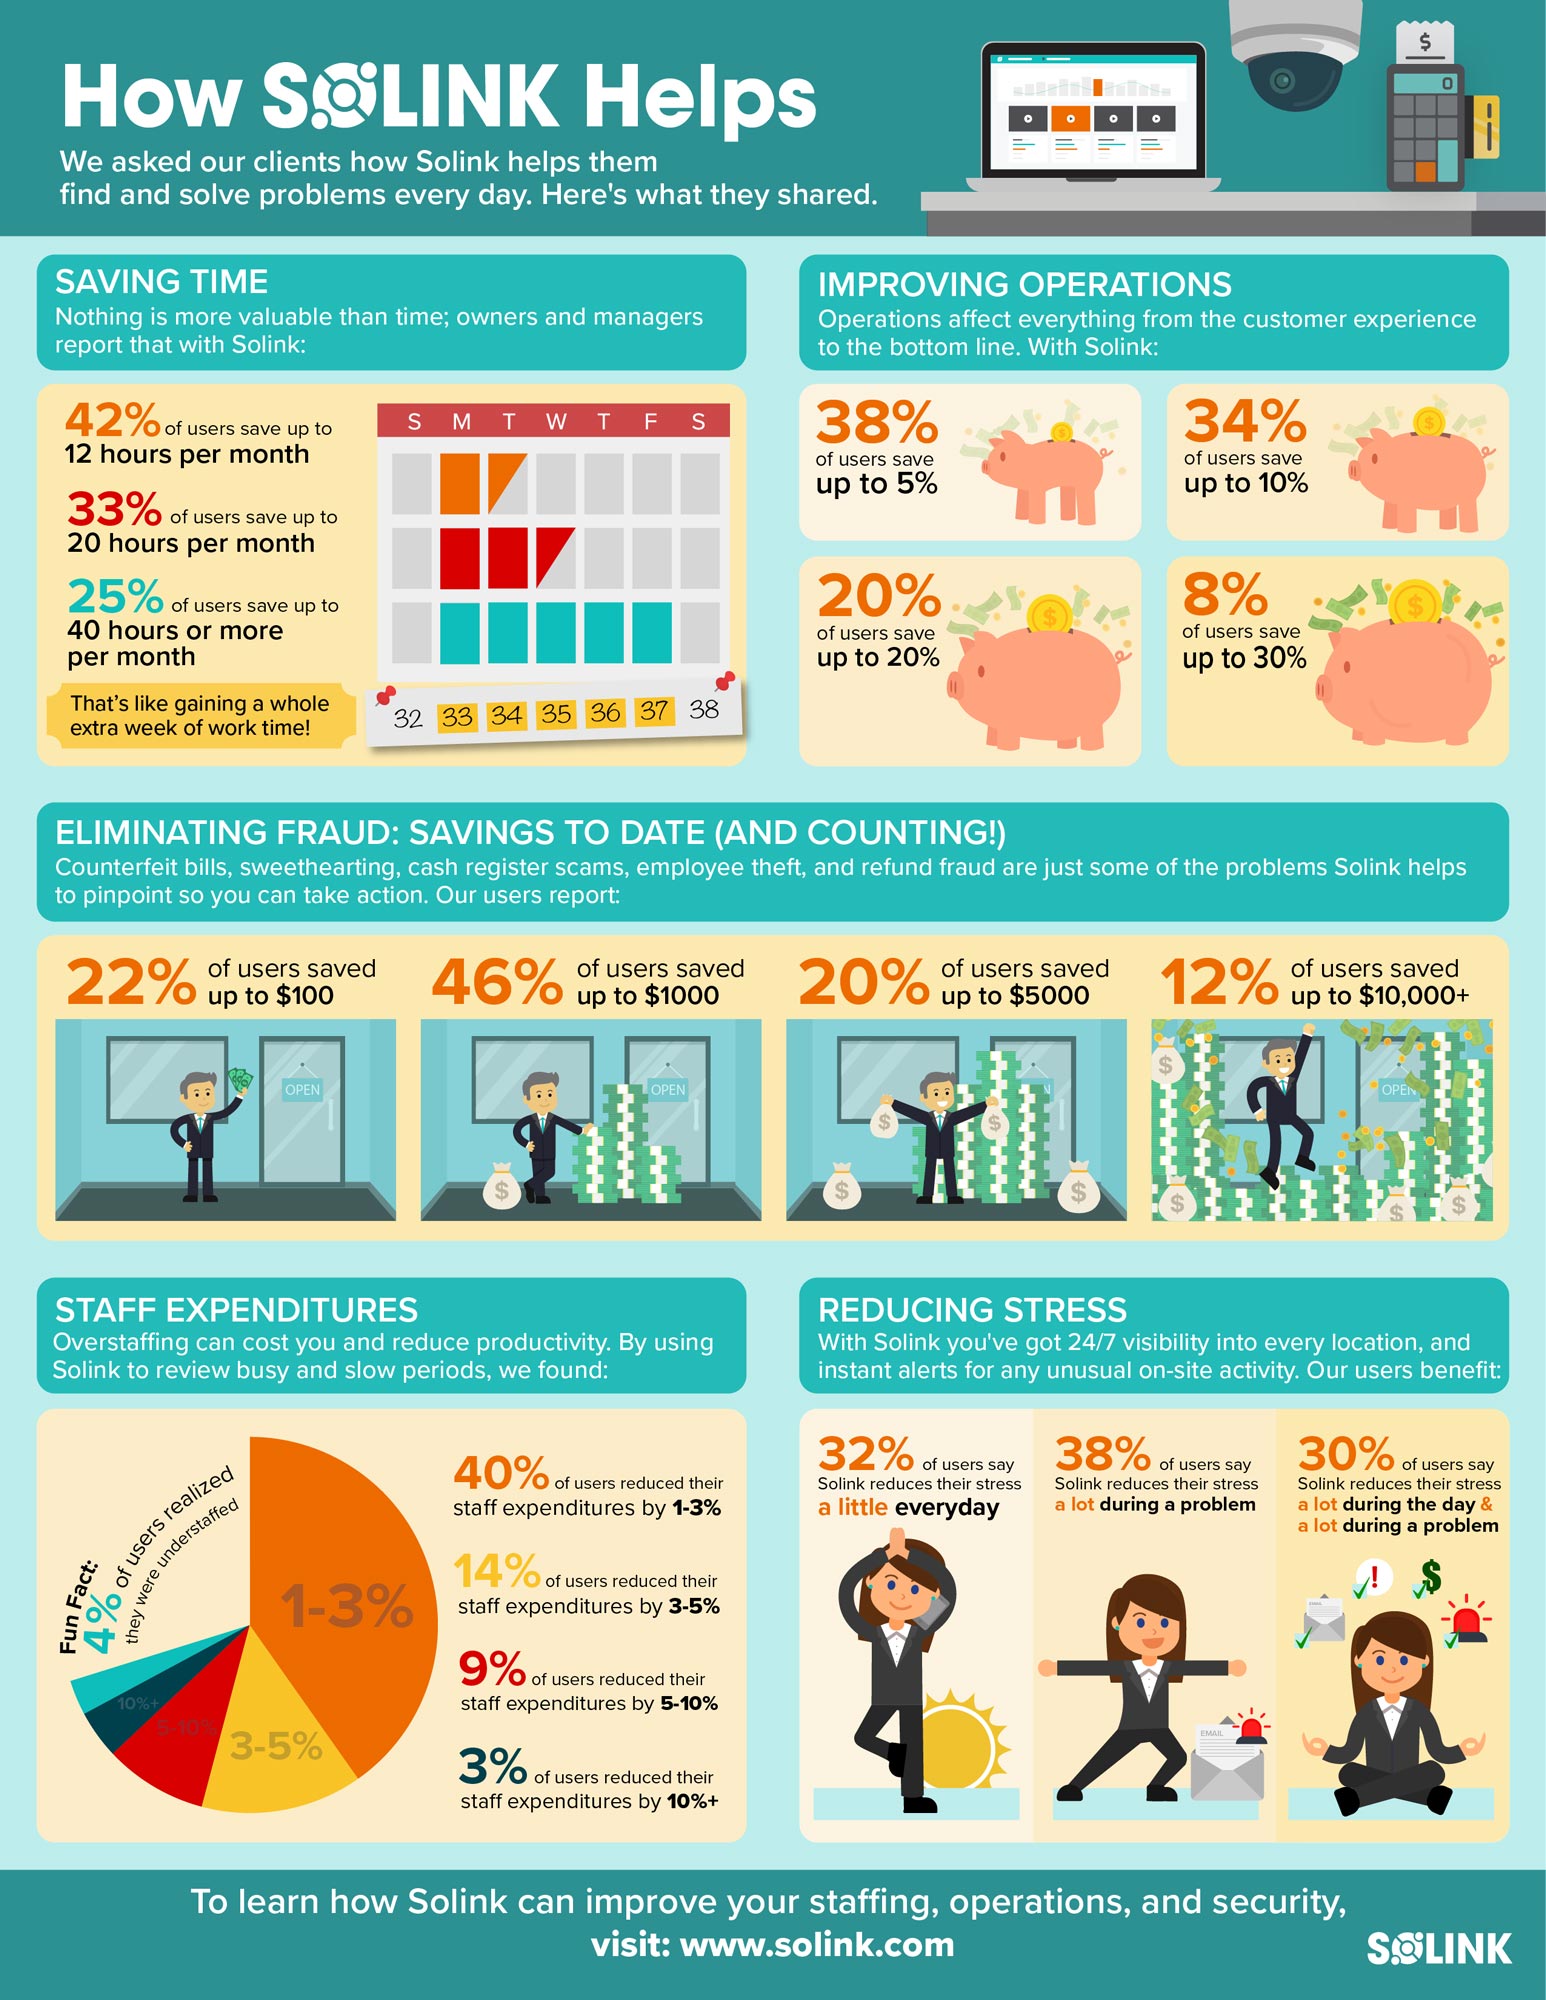 How SOLINK Helps
We asked our clients how Solink helps them
find and solve problems every day. Here's what they shared.
$
0
SAVING TIME
Nothing is more valuable than time; owners and managers
report that with Solink:
42% of users save up to
12 hours per month
33% of users save up to
20 hours per month
25% of users save up to
40 hours or more
per month
That's like gaining a whole
extra week of work time!
S M T W T F S
32 33 34 35 36 37 38
IMPROVING OPERATIONS
Operations affect everything from the customer experience
to the bottom line. With Solink:
38%
of users save
up to 5%
$
34%
of users save
up to 10%
$
20%
of users save
up to 20%
$
8%
of users save
up to 30%
$
ELIMINATING FRAUD: SAVINGS TO DATE (AND COUNTING!)
Counterfeit bills, sweethearting, cash register scams, employee theft, and refund fraud are just some of the problems Solink helps
to pinpoint so you can take action. Our users report:
22% of users saved
up to $100
OPEN
46% of users saved
up to $1000
OPEN
$
20% of users saved
up to $5000
N
$ $
$ $
12% of users saved
up to $10,000+
$
OPEN
$ $ $
STAFF EXPENDITURES
Overstaffing can cost you and reduce productivity. By using
Solink to review busy and slow periods, we found:
Fun Fact:
4% of users realized
they were understaffed
1-3%
3-5%
5-10%
10%+
40% of users reduced their
staff expenditures by 1-3%
14% of users reduced their
staff expenditures by 3-5%
9% of users reduced their
staff expenditures by 5-10%
3% of users reduced their
staff expenditures by 10%+
REDUCING STRESS
With Solink you've got 24/7 visibility into every location, and
instant alerts for any unusual on-site activity. Our users benefit:
32% of users say
Solink reduces their stress
a little everyday
38% of users say
Solink reduces their stress
a lot during a problem
EMAIL
30% of users say
Solink reduces their stress
a lot during the day &
a lot during a problem
! $
EMAIL
To learn how Solink can improve your staffing, operations, and security,
visit: www.solink.com
SOLINK